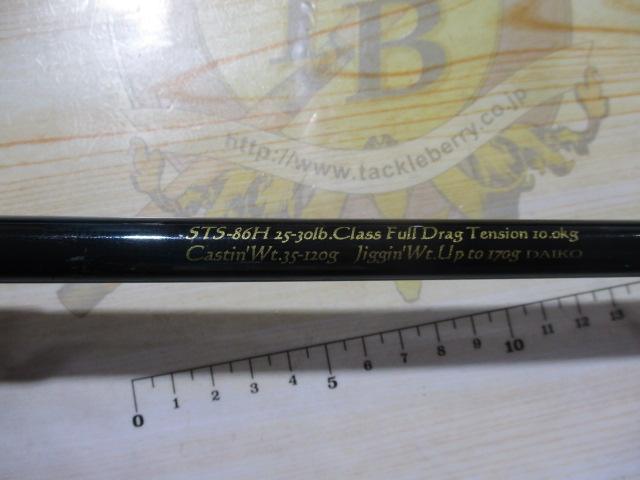 TB
http://www.tackleberry.co.jp
STS-86H 25-30lb.Class Full Drag Tension 10.0kg
Castin'Wt.35-120g Jiggin'Wt.Up to 170g DAIKO
0 1 2 3 4 5 6 7 8 9 10 11 12 13